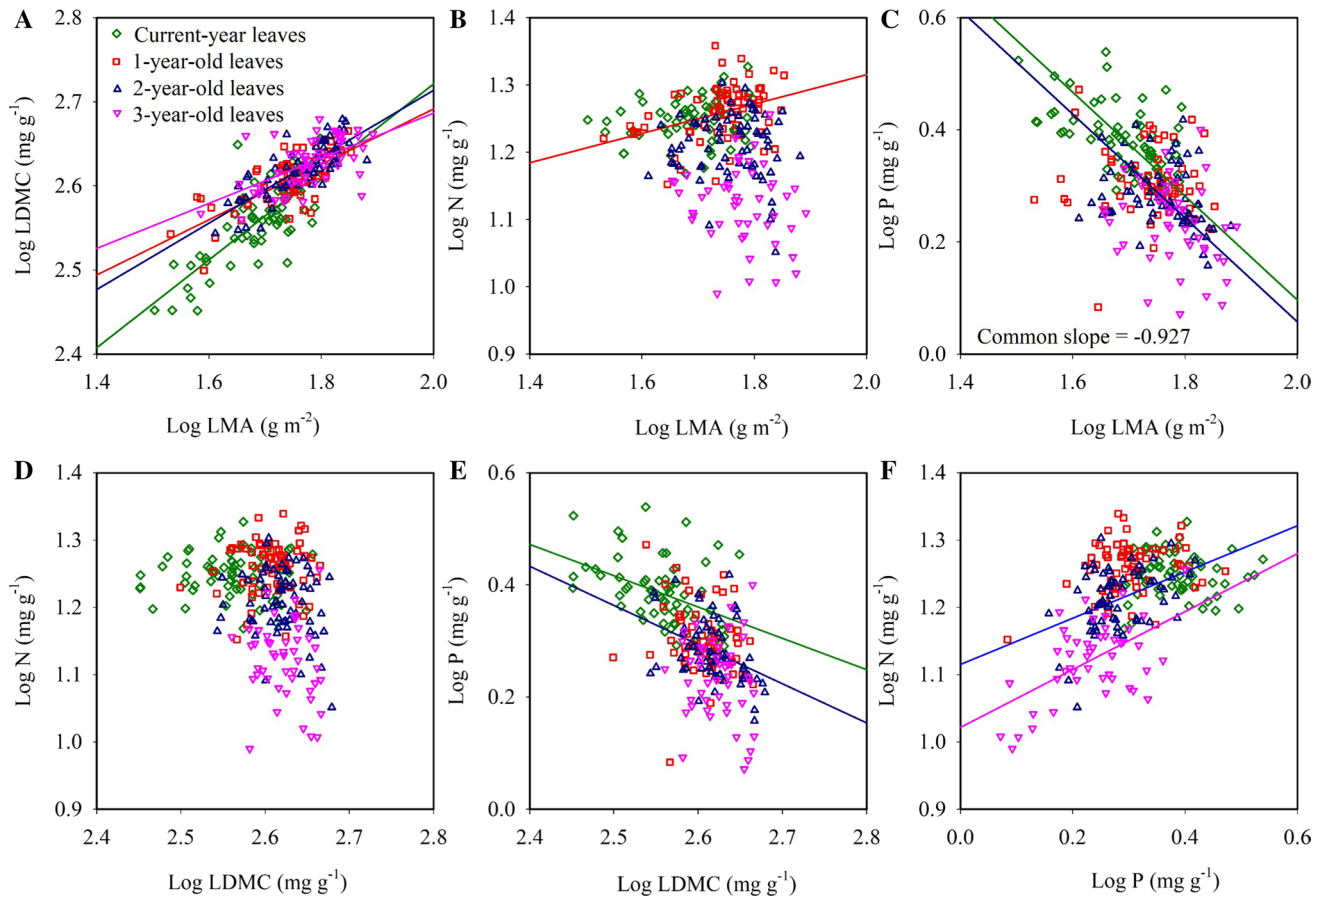 A
2.8
2.7
2.6
2.5
2.4
Log LDMC (mg g⁻¹)
Current-year leaves
1-year-old leaves
2-year-old leaves
3-year-old leaves
1.4 1.6 1.8 2.0
Log LMA (g m⁻²)
B
1.4
1.3
1.2
1.1
1.0
0.9
Log N (mg g⁻¹)
1.4 1.6 1.8 2.0
Log LMA (g m⁻²)
C
0.6
0.4
0.2
0.0
Log P (mg g⁻¹)
Common slope = -0.927
1.4 1.6 1.8 2.0
Log LMA (g m⁻²)
D
1.4
1.3
1.2
1.1
1.0
0.9
Log N (mg g⁻¹)
2.4 2.5 2.6 2.7 2.8
Log LDMC (mg g⁻¹)
E
0.6
0.4
0.2
0.0
Log P (mg g⁻¹)
2.4 2.5 2.6 2.7 2.8
Log LDMC (mg g⁻¹)
F
1.4
1.3
1.2
1.1
1.0
0.9
Log N (mg g⁻¹)
0.0 0.2 0.4 0.6
Log P (mg g⁻¹)